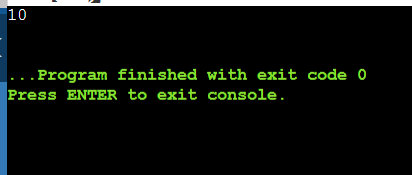 10
...Program finished with exit code 0
Press ENTER to exit console.